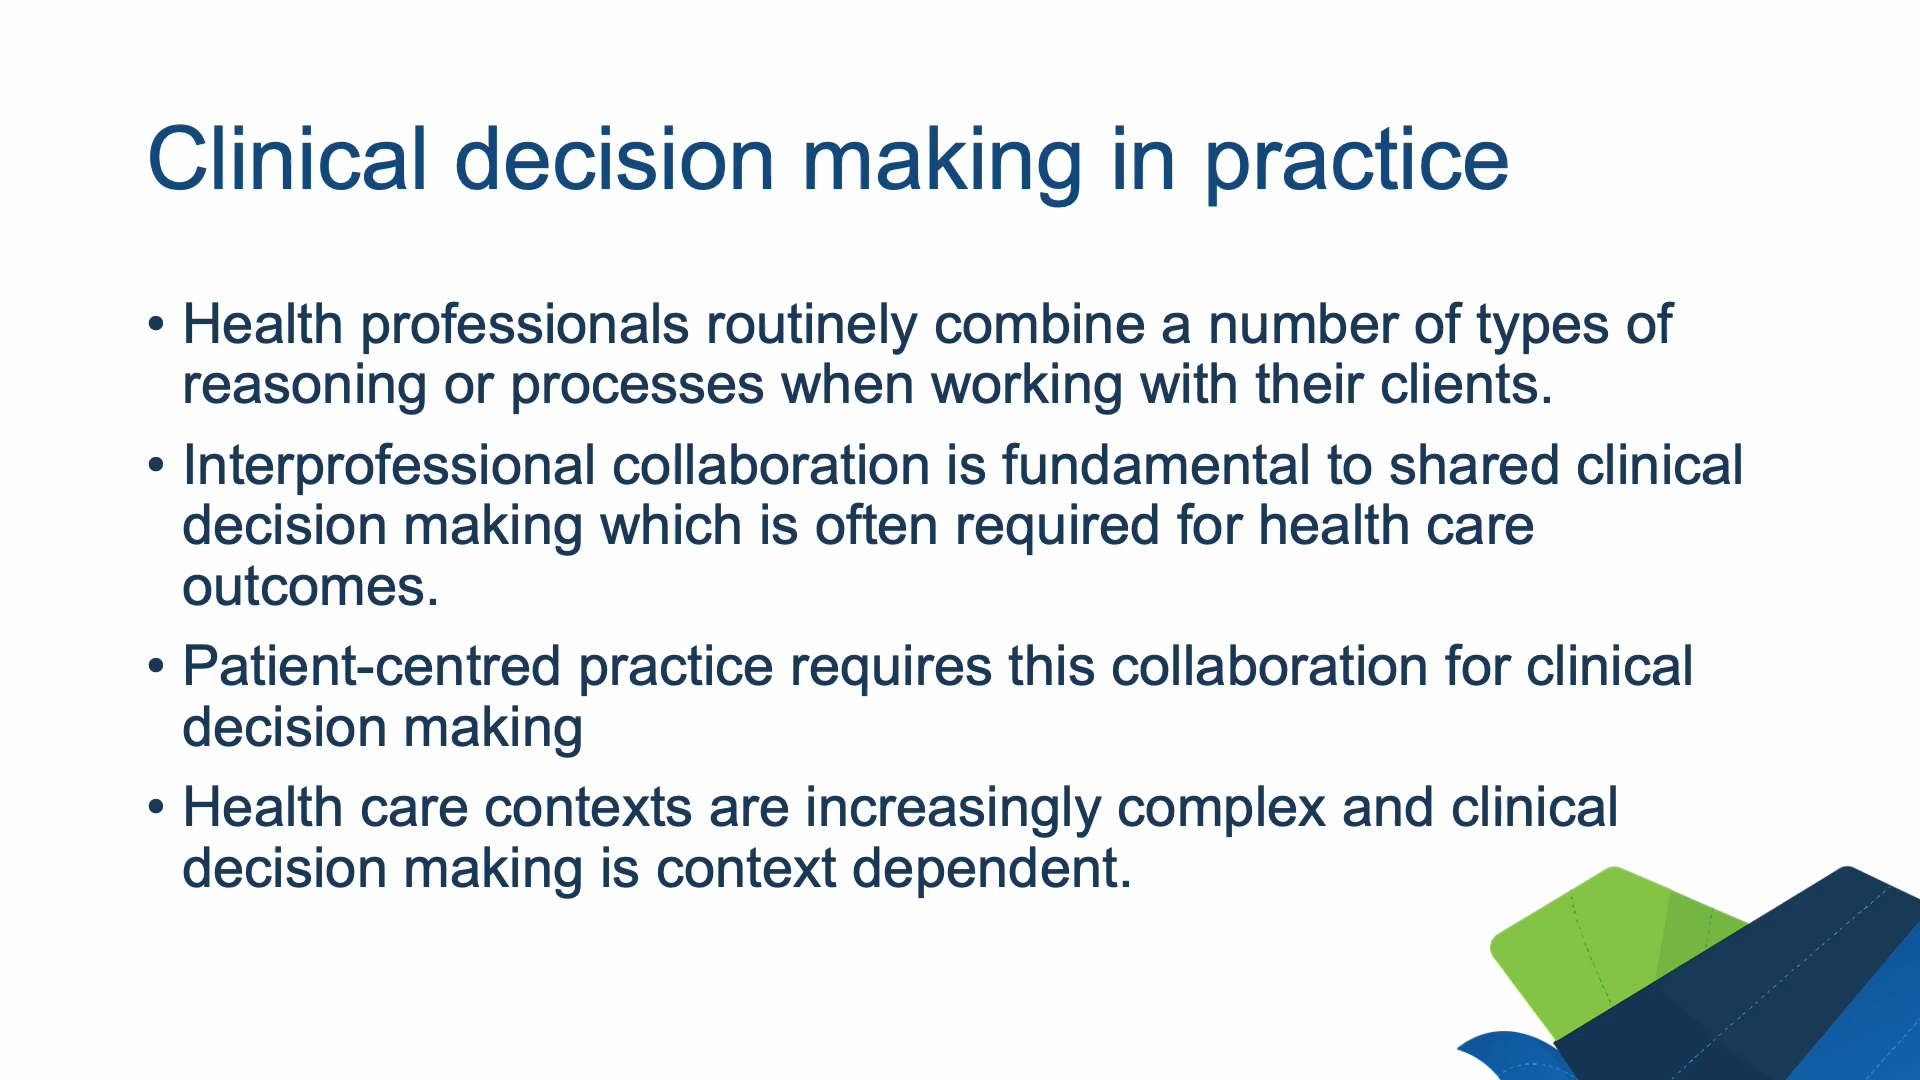 Clinical decision making in practice
• Health professionals routinely combine a number of types of
reasoning or processes when working with their clients.
• Interprofessional collaboration is fundamental to shared clinical
decision making which is often required for health care
outcomes.
• Patient-centred practice requires this collaboration for clinical
decision making
• Health care contexts are increasingly complex and clinical
decision making is context dependent.